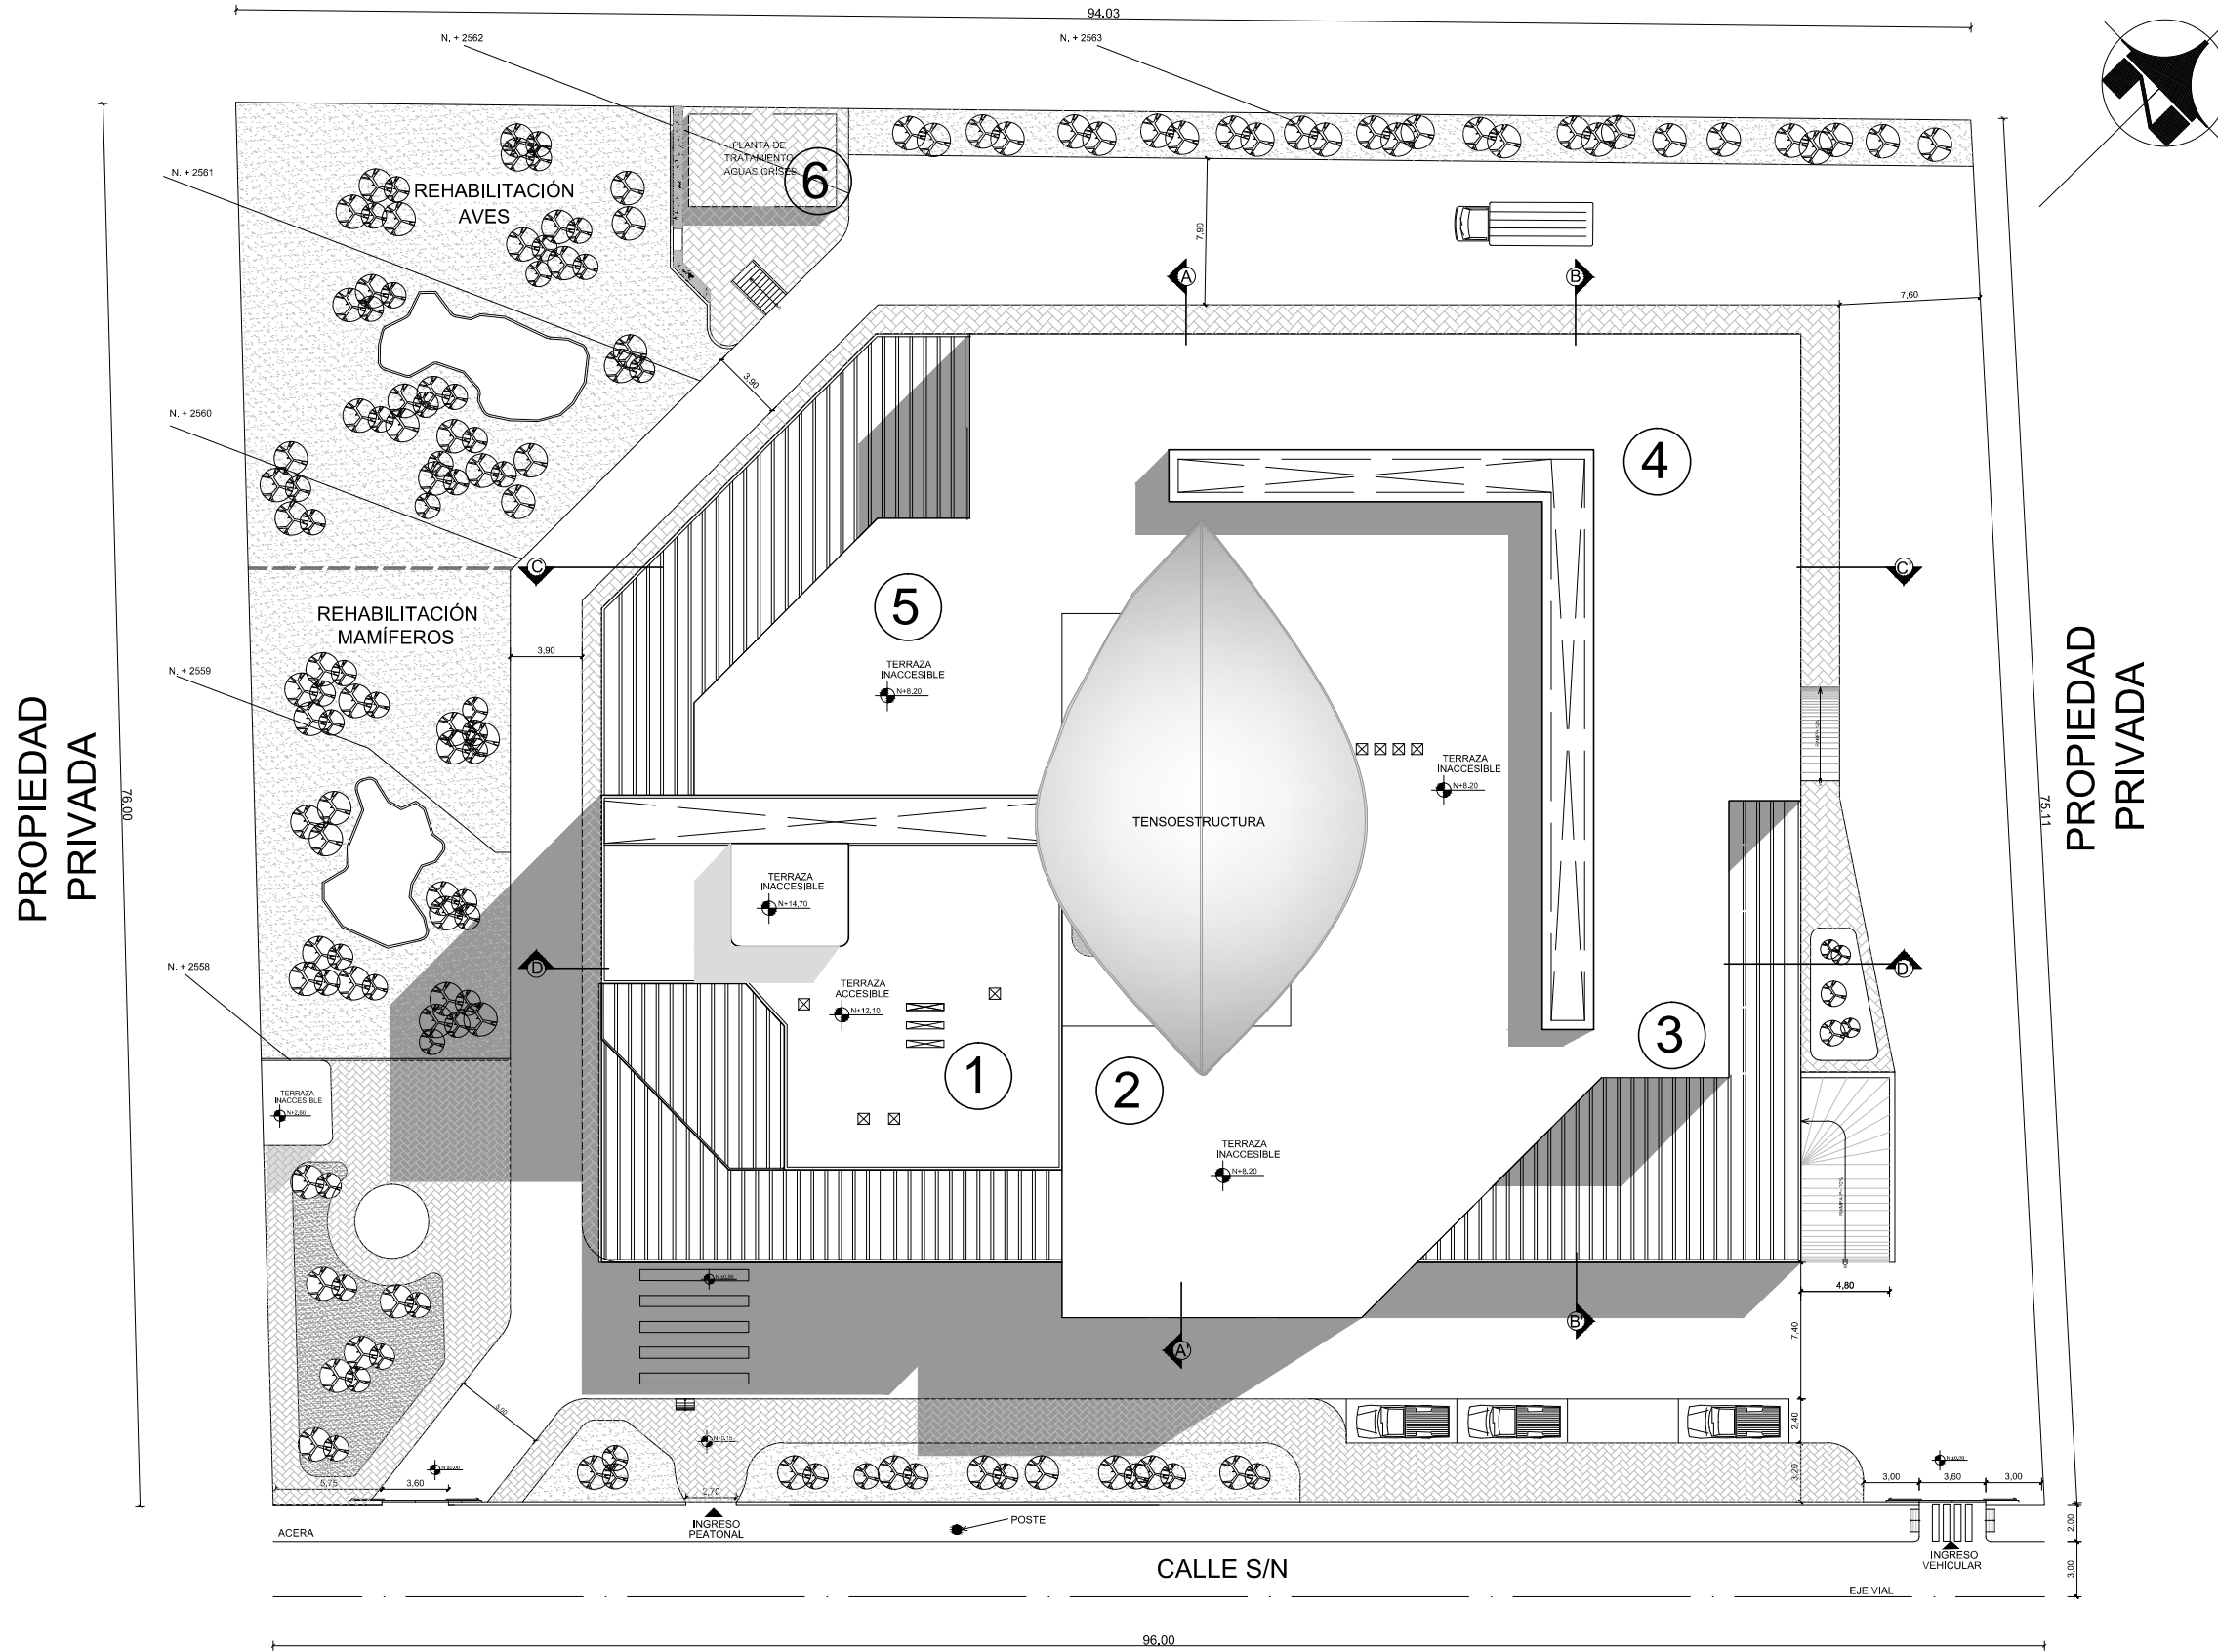 94.03
N. + 2562
N. + 2563
PLANTA DE
TRATAMIENTO
AGUAS GRISES
6
N. + 2561
REHABILITACIÓN
AVES
7,90
A
B
7,60
3,90
N. + 2560
4
C
C'
5
REHABILITACIÓN
MAMÍFEROS
3,90
TERRAZA
INACCESIBLE
N+8,20
N. + 2559
PROPIEDAD
PRIVADA
76.00
TERRAZA
INACCESIBLE
N+8.20
PROPIEDAD
PRIVADA
75.11
TENSOESTRUCTURA
TERRAZA
INACCESIBLE
N+14,70
N. + 2558
D
D'
TERRAZA
ACCESIBLE
N+12,10
3
1
2
TERRAZA
INACCESIBLE
N+2,60
TERRAZA
INACCESIBLE
N+8,20
4,80
B'
A'
7,40
5,00
2,40
3,20
5,75
3,60
2,70
3,00
3,60
3,00
ACERA
INGRESO
PEATONAL
POSTE
2,00
CALLE S/N
INGRESO
VEHICULAR
3,00
EJE VIAL
96.00